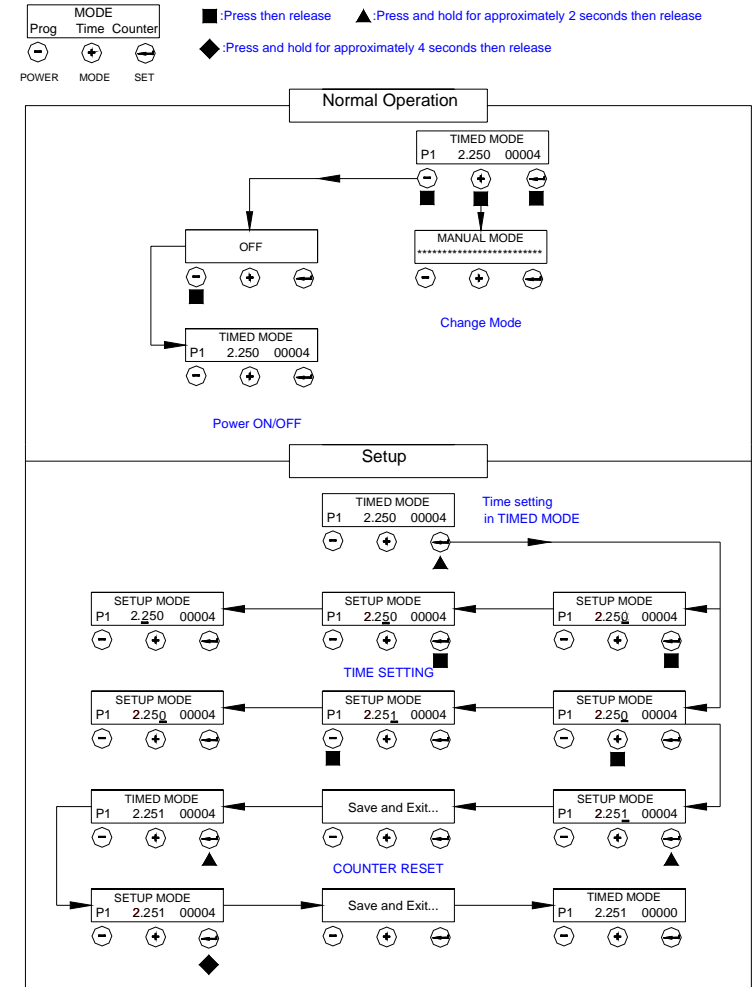 MODE
Prog Time Counter
POWER MODE SET
:Press then release
:Press and hold for approximately 2 seconds then release
:Press and hold for approximately 4 seconds then release
Normal Operation
TIMED MODE
P1 2.250 00004
OFF
MANUAL MODE
*************************
Change Mode
TIMED MODE
P1 2.250 00004
Power ON/OFF
Setup
TIMED MODE
P1 2.250 00004
Time setting
in TIMED MODE
SETUP MODE
P1 2.250 00004
SETUP MODE
P1 2.250 00004
SETUP MODE
P1 2.250 00004
TIME SETTING
SETUP MODE
P1 2.250 00004
SETUP MODE
P1 2.251 00004
SETUP MODE
P1 2.250 00004
TIMED MODE
P1 2.251 00004
Save and Exit...
SETUP MODE
P1 2.251 00004
COUNTER RESET
SETUP MODE
P1 2.251 00004
Save and Exit...
TIMED MODE
P1 2.251 00000